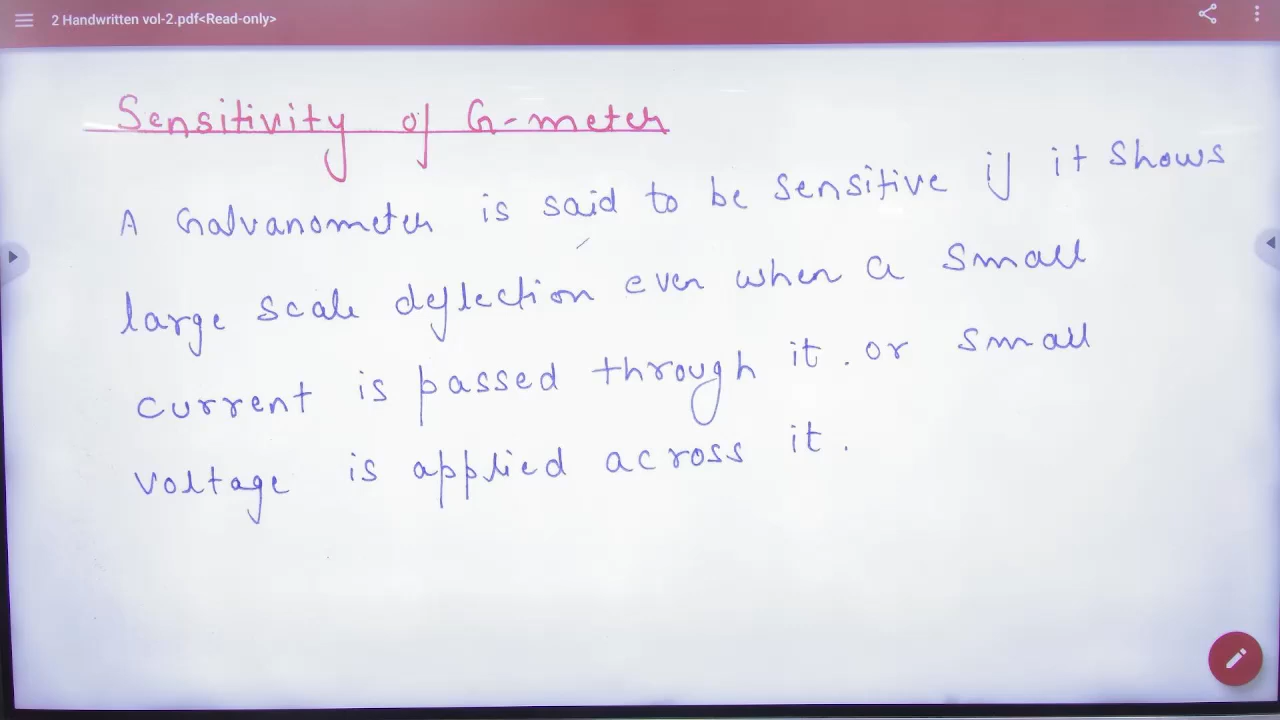 2 Handwritten vol-2.pdf<Read-only>
Sensitivity of G-meter
A Galvanometer is said to be sensitive if it shows
large scale deflection even when a small
current is passed through it. or small
voltage is applied across it.